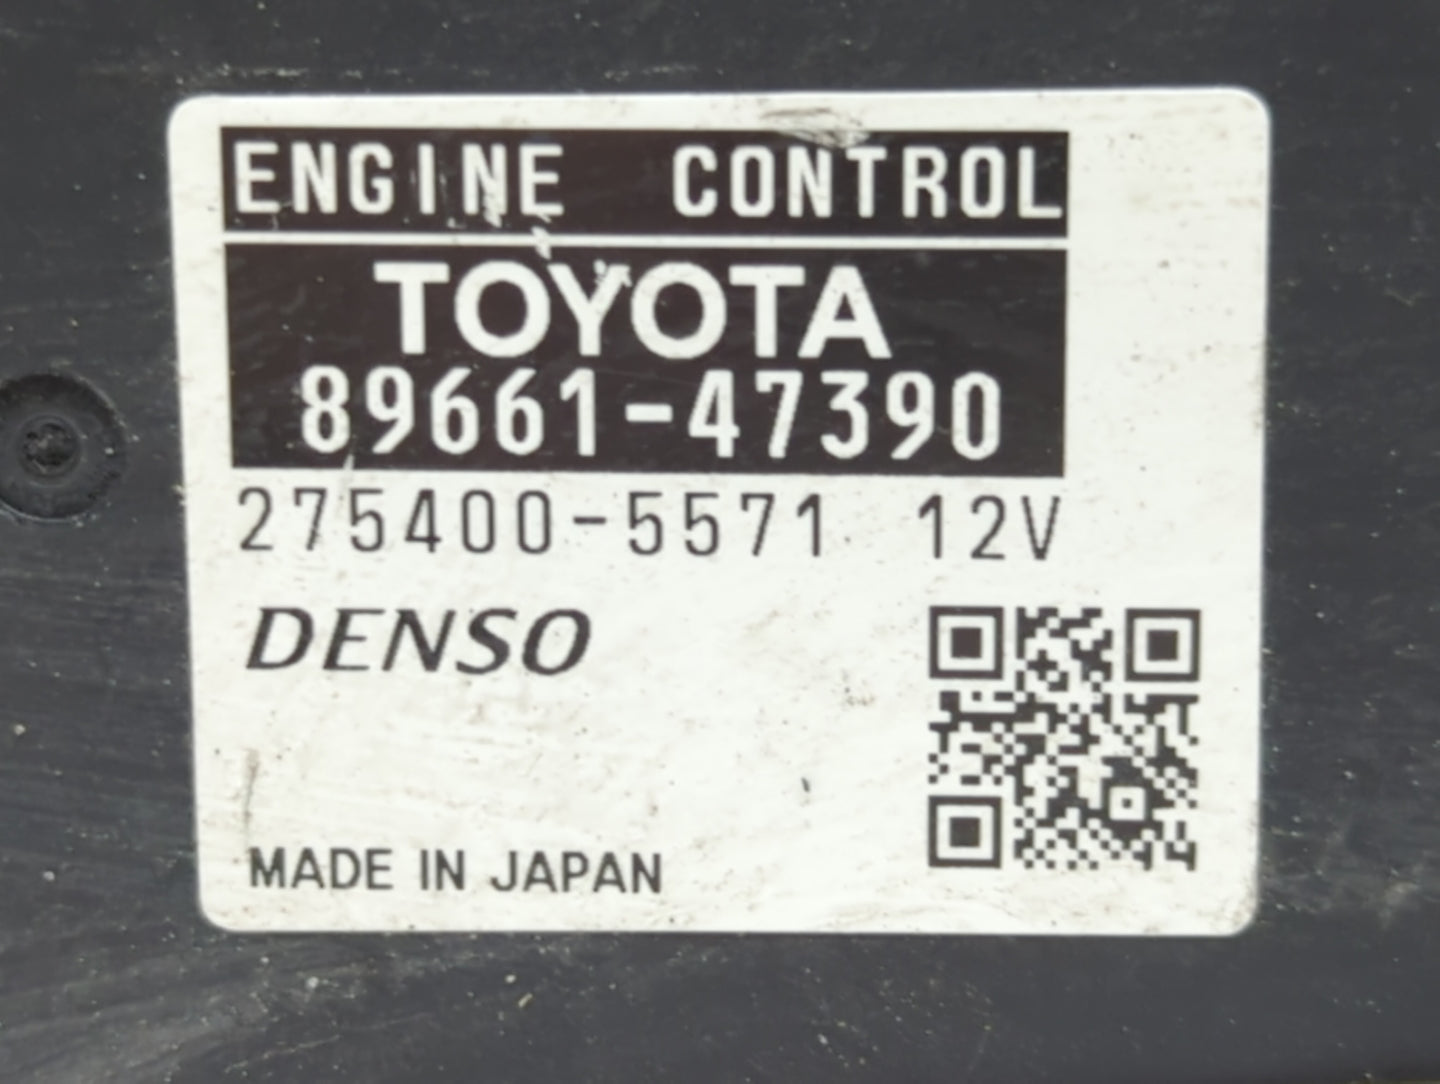 ENGINE CONTROL
TOYOTA
89661-47390
275400-5571 12V
DENSO
MADE IN JAPAN